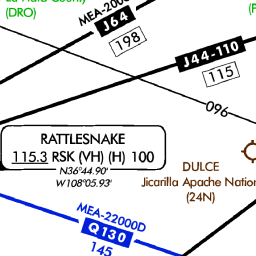 (DRO)
MEA-200
J64
198
J44-110
115
096
RATTLESNAKE
115.3 RSK (VH) (H) 100
N36°44.90'
W108°05.93'
DULCE
Jicarilla Apache Nation
(24N)
MEA-22000D
Q130
145